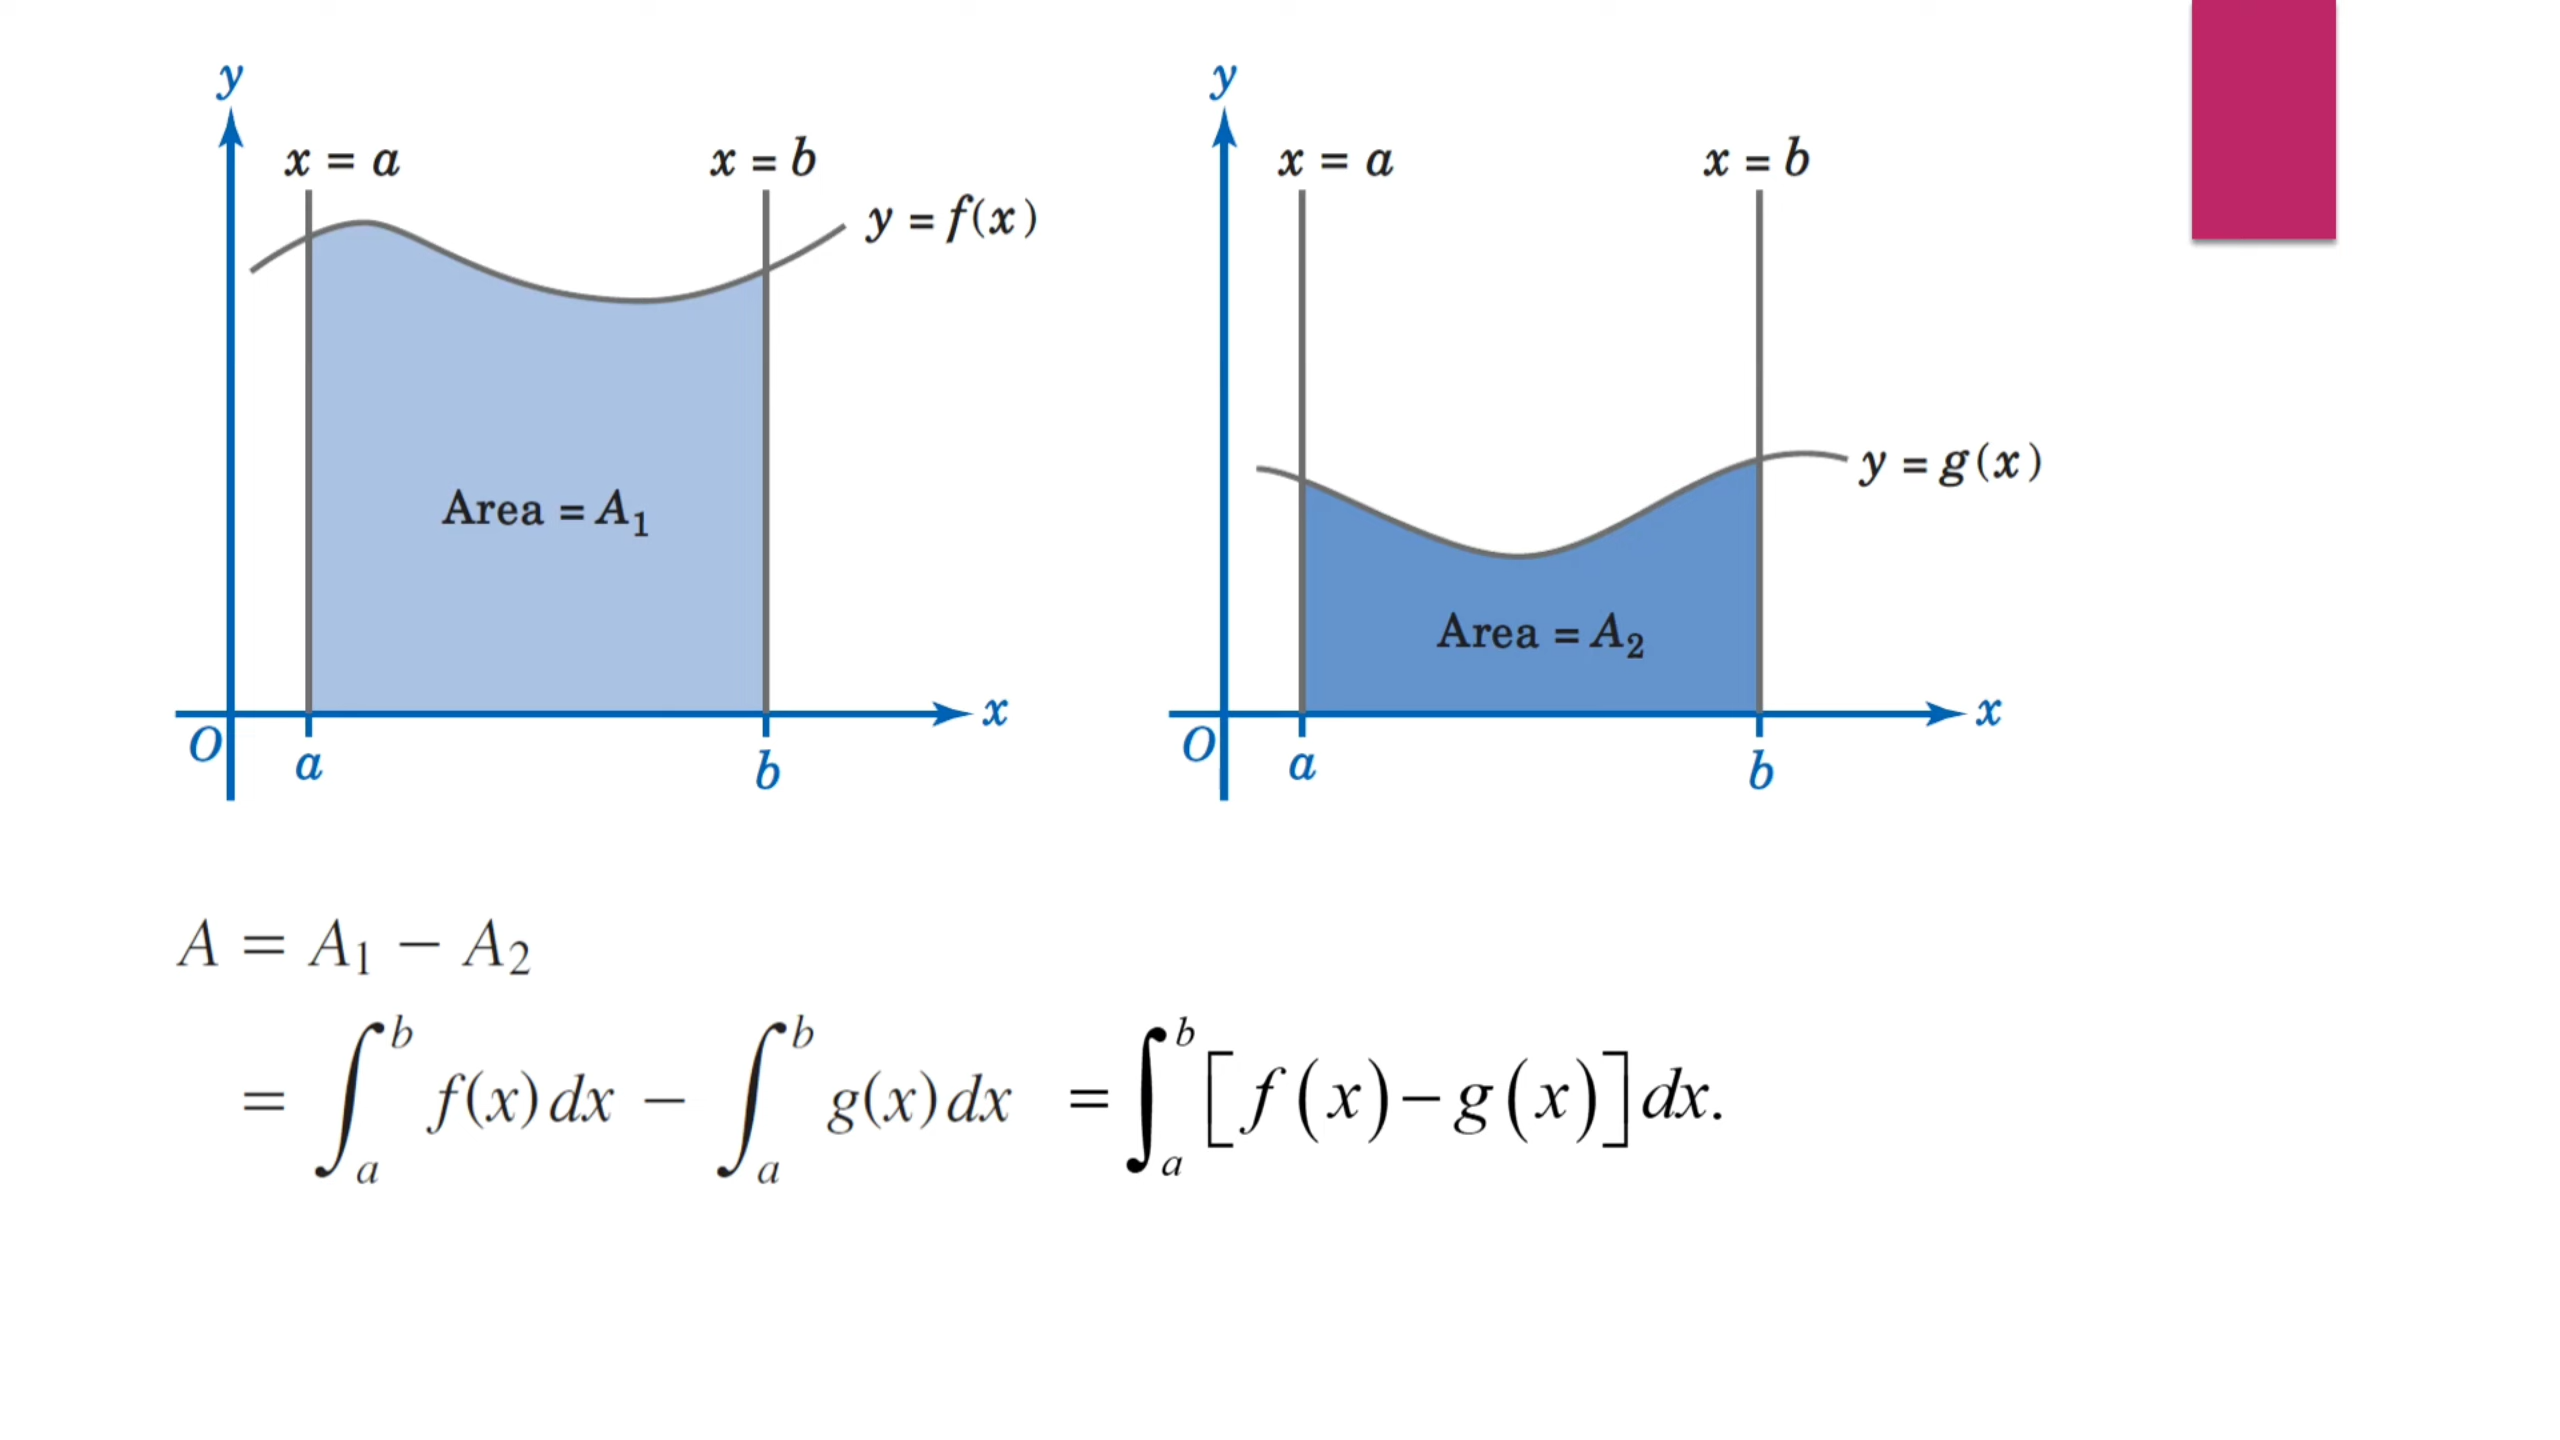 y
x = a
x = b
y = f(x)
Area = A₁
x
O
a
b
y
x = a
x = b
y = g(x)
Area = A₂
x
O
a
b
A = A₁ − A₂
= ∫ₐᵇ f(x) dx − ∫ₐᵇ g(x) dx = ∫ₐᵇ [f(x) − g(x)] dx.